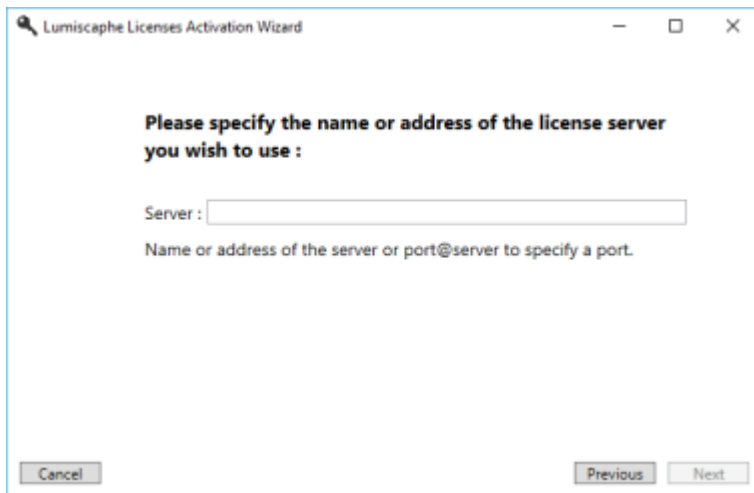 Lumiscaphe Licenses Activation Wizard
Please specify the name or address of the license server
you wish to use :
Server :
Name or address of the server or port@server to specify a port.
Cancel
Previous
Next